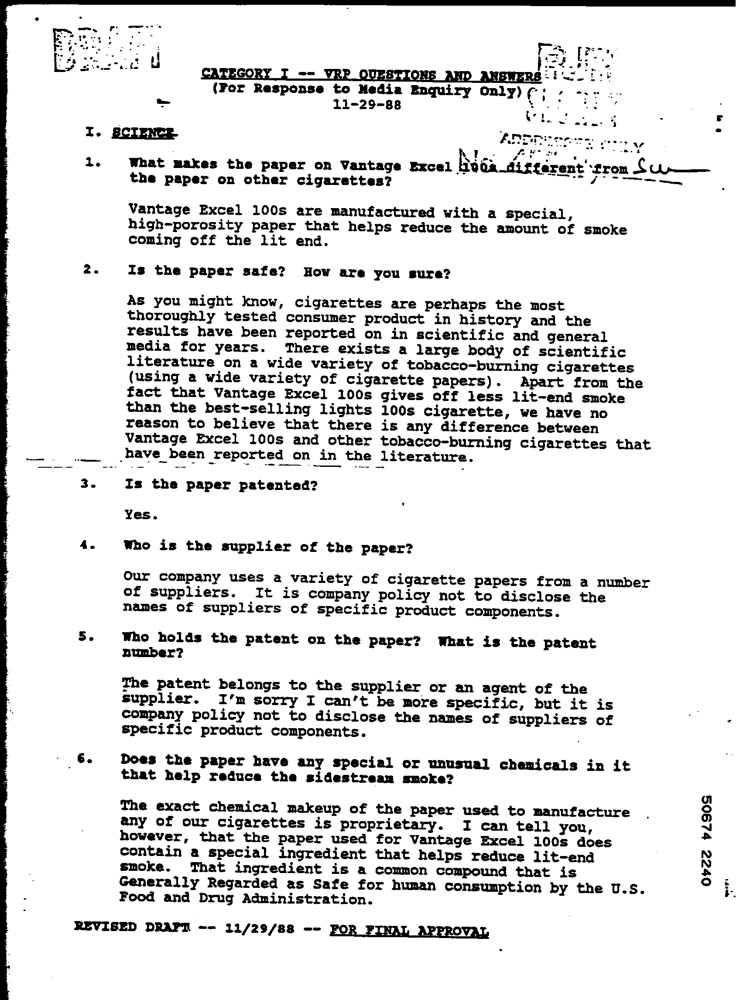 DRAFT
CATEGORY I -- VRP QUESTIONS AND ANSWERS
(For Response to Media Enquiry Only)
11-29-88
I. SCIENCE
ADDRESSEE ONLY
1. What makes the paper on Vantage Excel 100s different from
the paper on other cigarettes?
Vantage Excel 100s are manufactured with a special,
high-porosity paper that helps reduce the amount of smoke
coming off the lit end.
2. Is the paper safe? How are you sure?
As you might know, cigarettes are perhaps the most
thoroughly tested consumer product in history and the
results have been reported on in scientific and general
media for years. There exists a large body of scientific
literature on a wide variety of tobacco-burning cigarettes
(using a wide variety of cigarette papers). Apart from the
fact that Vantage Excel 100s gives off less lit-end smoke
than the best-selling lights 100s cigarette, we have no
reason to believe that there is any difference between
Vantage Excel 100s and other tobacco-burning cigarettes that
have been reported on in the literature.
3. Is the paper patented?
Yes.
4. Who is the supplier of the paper?
Our company uses a variety of cigarette papers from a number
of suppliers. It is company policy not to disclose the
names of suppliers of specific product components.
5. Who holds the patent on the paper? What is the patent
number?
The patent belongs to the supplier or an agent of the
supplier. I'm sorry I can't be more specific, but it is
company policy not to disclose the names of suppliers of
specific product components.
6. Does the paper have any special or unusual chemicals in it
that help reduce the sidestream smoke?
The exact chemical makeup of the paper used to manufacture
any of our cigarettes is proprietary. I can tell you,
however, that the paper used for Vantage Excel 100s does
contain a special ingredient that helps reduce lit-end
smoke. That ingredient is a common compound that is
Generally Regarded as Safe for human consumption by the U.S.
Food and Drug Administration.
REVISED DRAFT -- 11/29/88 -- FOR FINAL APPROVAL
50674 2240